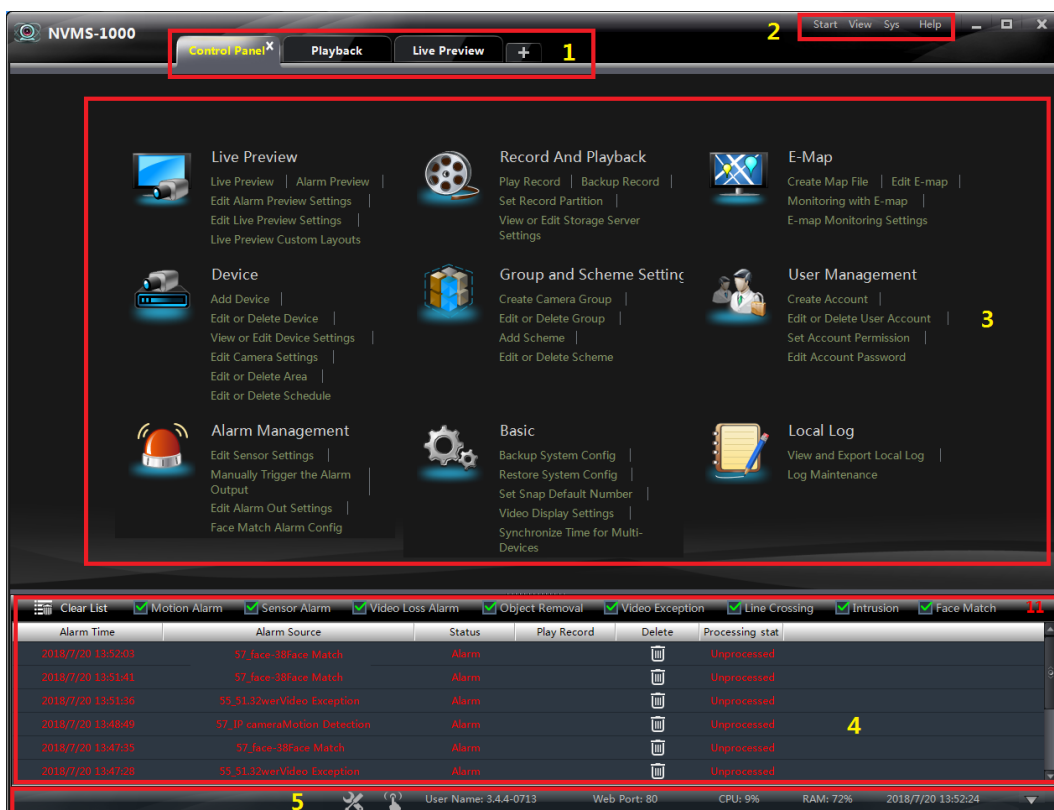 NVMS-1000
Control Panel X Playback Live Preview + 1
2 Start View Sys Help X
Live Preview
Live Preview | Alarm Preview |
Edit Alarm Preview Settings |
Edit Live Preview Settings |
Live Preview Custom Layouts
Record And Playback
Play Record | Backup Record |
Set Record Partition |
View or Edit Storage Server
Settings
E-Map
Create Map File | Edit E-map |
Monitoring with E-map |
E-map Monitoring Settings
Device
Add Device |
Edit or Delete Device |
View or Edit Device Settings |
Edit Camera Settings |
Edit or Delete Area |
Edit or Delete Schedule
Group and Scheme Setting
Create Camera Group |
Edit or Delete Group |
Add Scheme |
Edit or Delete Scheme
User Management
Create Account |
Edit or Delete User Account |
Set Account Permission |
Edit Account Password
3
Alarm Management
Edit Sensor Settings |
Manually Trigger the Alarm |
Output
Edit Alarm Out Settings |
Face Match Alarm Config
Basic
Backup System Config |
Restore System Config |
Set Snap Default Number |
Video Display Settings |
Synchronize Time for Multi-
Devices
Local Log
View and Export Local Log |
Log Maintenance
Clear List Motion Alarm Sensor Alarm Video Loss Alarm Object Removal Video Exception Line Crossing Intrusion Face Match 11
Alarm Time Alarm Source Status Play Record Delete Processing stat
2018/7/20 13:52:03 57_face-38Face Match Alarm Unprocessed
2018/7/20 13:51:41 57_face-38Face Match Alarm Unprocessed
2018/7/20 13:51:36 55_51.32werVideo Exception Alarm Unprocessed
2018/7/20 13:48:49 57_IP cameraMotion Detection Alarm Unprocessed
4
2018/7/20 13:47:35 57_face-38Face Match Alarm Unprocessed
2018/7/20 13:47:28 55_51.32werVideo Exception Alarm Unprocessed
5 User Name: 3.4.4-0713 Web Port: 80 CPU: 9% RAM: 72% 2018/7/20 13:52:24